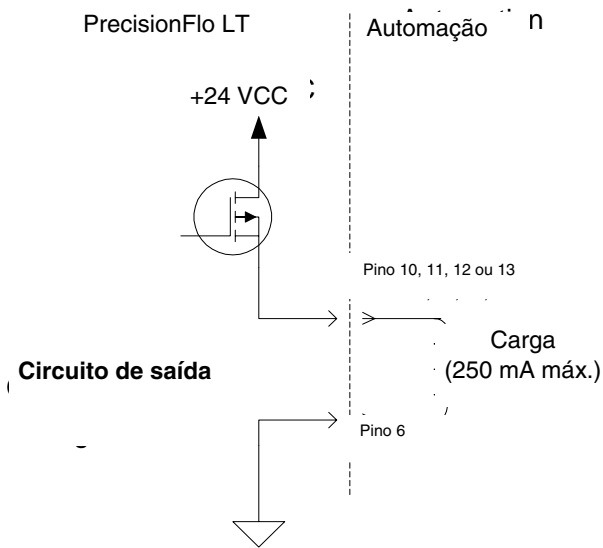 PrecisionFlo LT
Automação
+24 VCC
Pino 10, 11, 12 ou 13
Carga
(250 mA máx.)
Circuito de saída
Pino 6